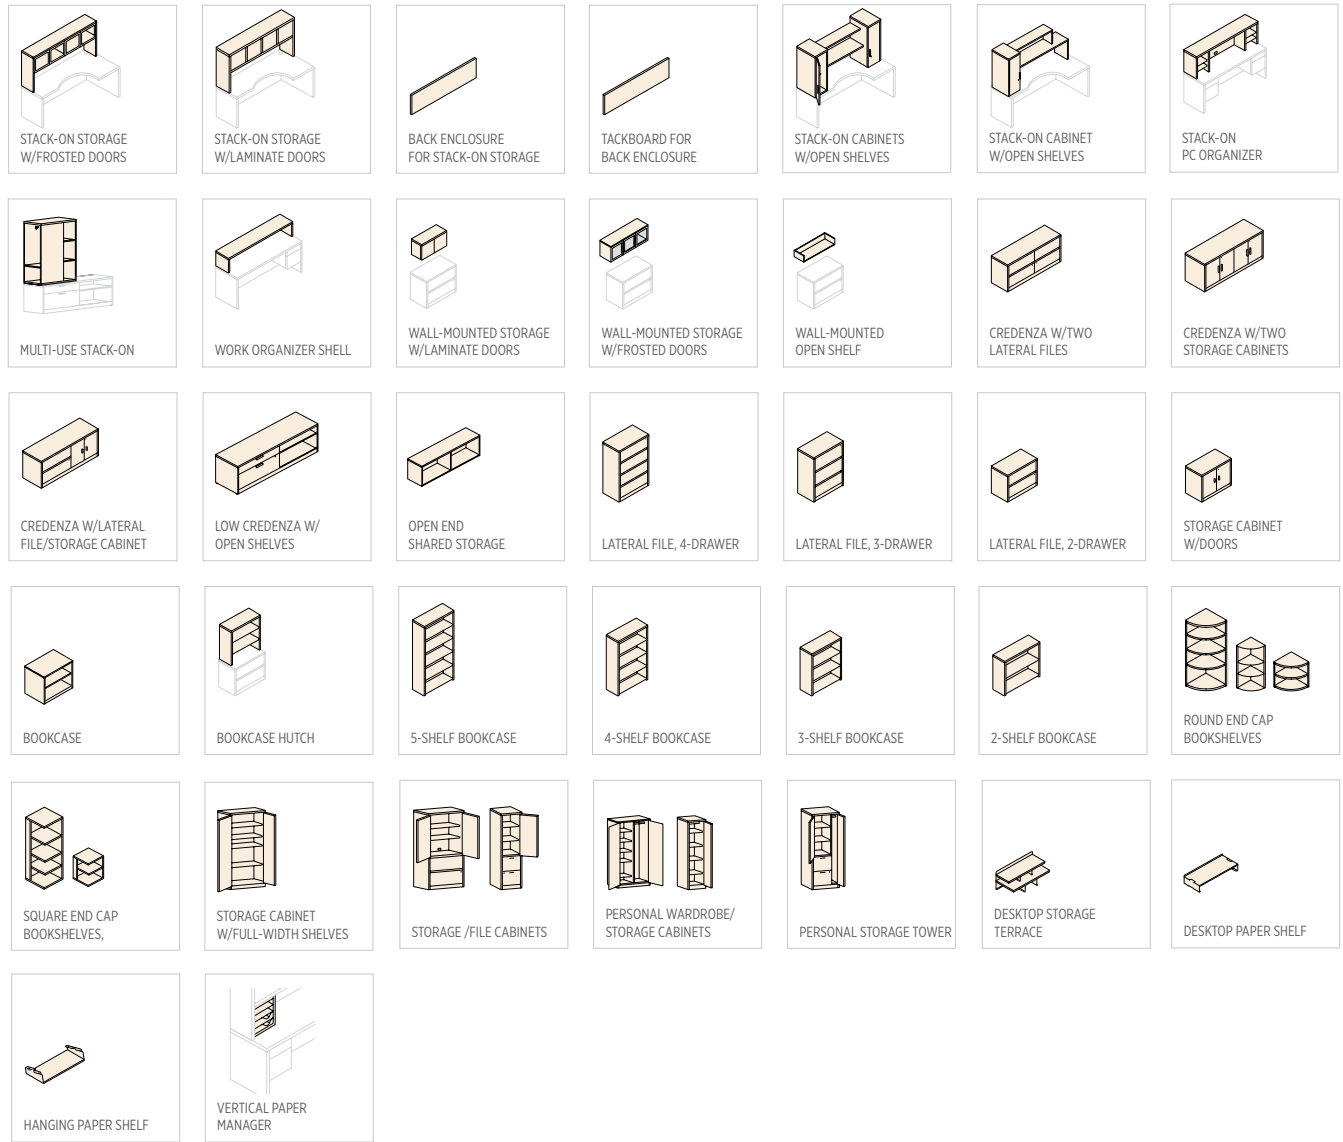 STACK-ON STORAGE
W/FROSTED DOORS
STACK-ON STORAGE
W/LAMINATE DOORS
BACK ENCLOSURE
FOR STACK-ON STORAGE
TACKBOARD FOR
BACK ENCLOSURE
STACK-ON CABINETS
W/OPEN SHELVES
STACK-ON CABINET
W/OPEN SHELVES
STACK-ON
PC ORGANIZER
MULTI-USE STACK-ON
WORK ORGANIZER SHELL
WALL-MOUNTED STORAGE
W/LAMINATE DOORS
WALL-MOUNTED STORAGE
W/FROSTED DOORS
WALL-MOUNTED
OPEN SHELF
CREDENZA W/TWO
LATERAL FILES
CREDENZA W/TWO
STORAGE CABINETS
CREDENZA W/LATERAL
FILE/STORAGE CABINET
LOW CREDENZA W/
OPEN SHELVES
OPEN END
SHARED STORAGE
LATERAL FILE, 4-DRAWER
LATERAL FILE, 3-DRAWER
LATERAL FILE, 2-DRAWER
STORAGE CABINET
W/DOORS
BOOKCASE
BOOKCASE HUTCH
5-SHELF BOOKCASE
4-SHELF BOOKCASE
3-SHELF BOOKCASE
2-SHELF BOOKCASE
ROUND END CAP
BOOKSHELVES
SQUARE END CAP
BOOKSHELVES,
STORAGE CABINET
W/FULL-WIDTH SHELVES
STORAGE /FILE CABINETS
PERSONAL WARDROBE/
STORAGE CABINETS
PERSONAL STORAGE TOWER
DESKTOP STORAGE
TERRACE
DESKTOP PAPER SHELF
HANGING PAPER SHELF
VERTICAL PAPER
MANAGER